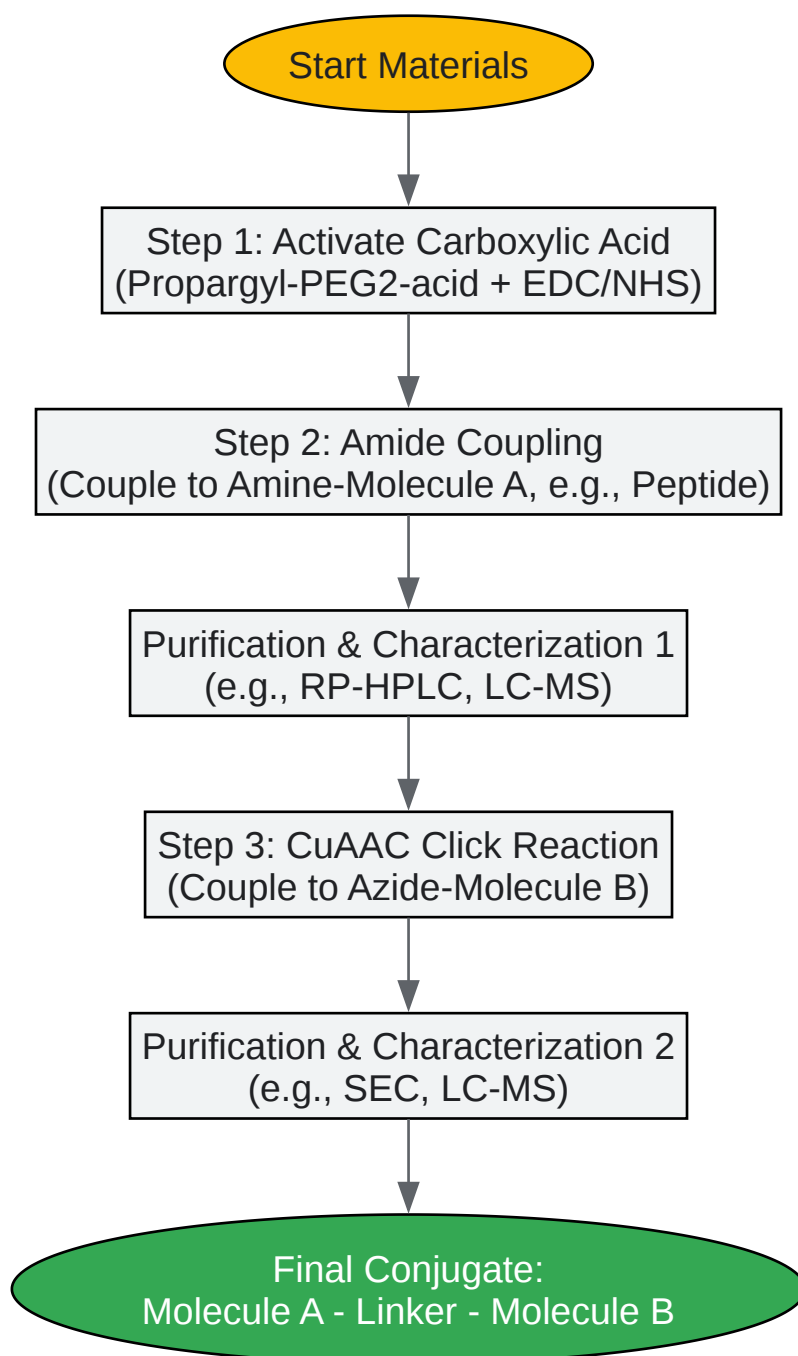 Start Materials
Step 1: Activate Carboxylic Acid
(Propargyl-PEG2-acid + EDC/NHS)
Step 2: Amide Coupling
(Couple to Amine-Molecule A, e.g., Peptide)
Purification & Characterization 1
(e.g., RP-HPLC, LC-MS)
Step 3: CuAAC Click Reaction
(Couple to Azide-Molecule B)
Purification & Characterization 2
(e.g., SEC, LC-MS)
Final Conjugate:
Molecule A - Linker - Molecule B